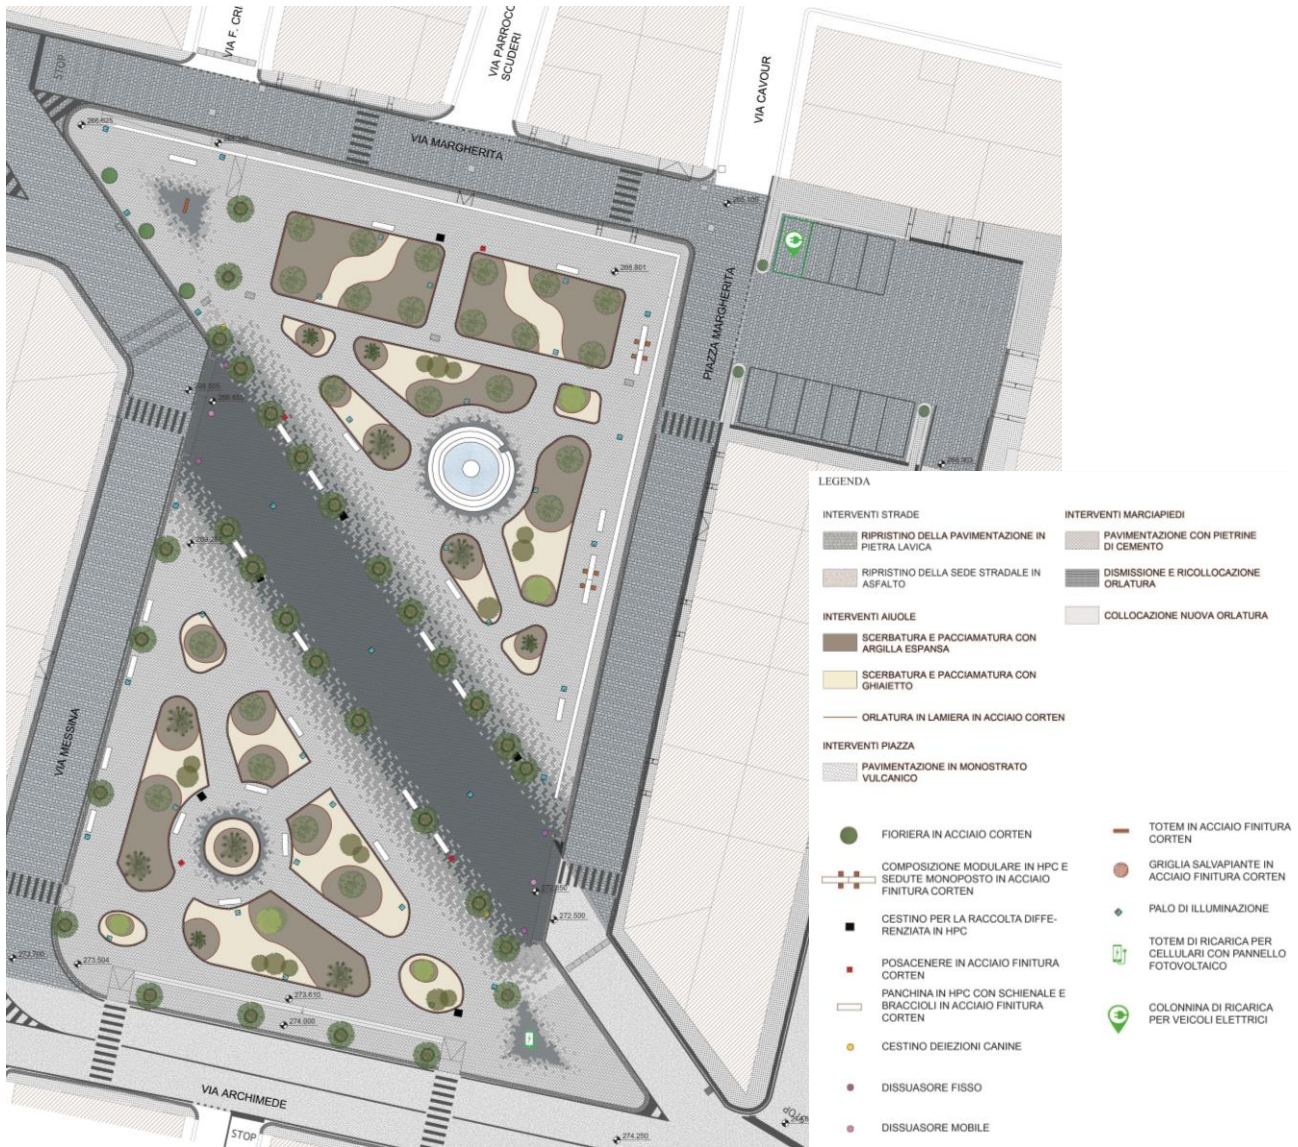 VIA F. CRI
VIA PARROCO
SCUDERI
VIA CAVOUR
STOP
266.625
VIA MARGHERITA
266.801
PIAZZA MARGHERITA
VIA MESSINA
272.500
273.504
273.610
274.000
VIA ARCHIMEDE
STOP
274.250
LEGENDA
INTERVENTI STRADE
RIPRISTINO DELLA PAVIMENTAZIONE IN
PIETRA LAVICA
RIPRISTINO DELLA SEDE STRADALE IN
ASFALTO
INTERVENTI AIUOLE
SCERBATURA E PACCIAMATURA CON
ARGILLA ESPANSA
SCERBATURA E PACCIAMATURA CON
GHIAIETTO
ORLATURA IN LAMIERA IN ACCIAIO CORTEN
INTERVENTI PIAZZA
PAVIMENTAZIONE IN MONOSTRATO
VULCANICO
INTERVENTI MARCIAPIEDI
PAVIMENTAZIONE CON PIETRINE
DI CEMENTO
DISMISSIONE E RICOLLOCAZIONE
ORLATURA
COLLOCAZIONE NUOVA ORLATURA
FIORIERA IN ACCIAIO CORTEN
COMPOSIZIONE MODULARE IN HPC E
SEDUTE MONOPOSTO IN ACCIAIO
FINITURA CORTEN
CESTINO PER LA RACCOLTA DIFFE-
RENZIATA IN HPC
POSACENERE IN ACCIAIO FINITURA
CORTEN
PANCHINA IN HPC CON SCHIENALE E
BRACCIOLI IN ACCIAIO FINITURA
CORTEN
CESTINO DEIEZIONI CANINE
DISSUASORE FISSO
DISSUASORE MOBILE
TOTEM IN ACCIAIO FINITURA
CORTEN
GRIGLIA SALVAPIANTE IN
ACCIAIO FINITURA CORTEN
PALO DI ILLUMINAZIONE
TOTEM DI RICARICA PER
CELLULARI CON PANNELLO
FOTOVOLTAICO
COLONNINA DI RICARICA
PER VEICOLI ELETTRICI